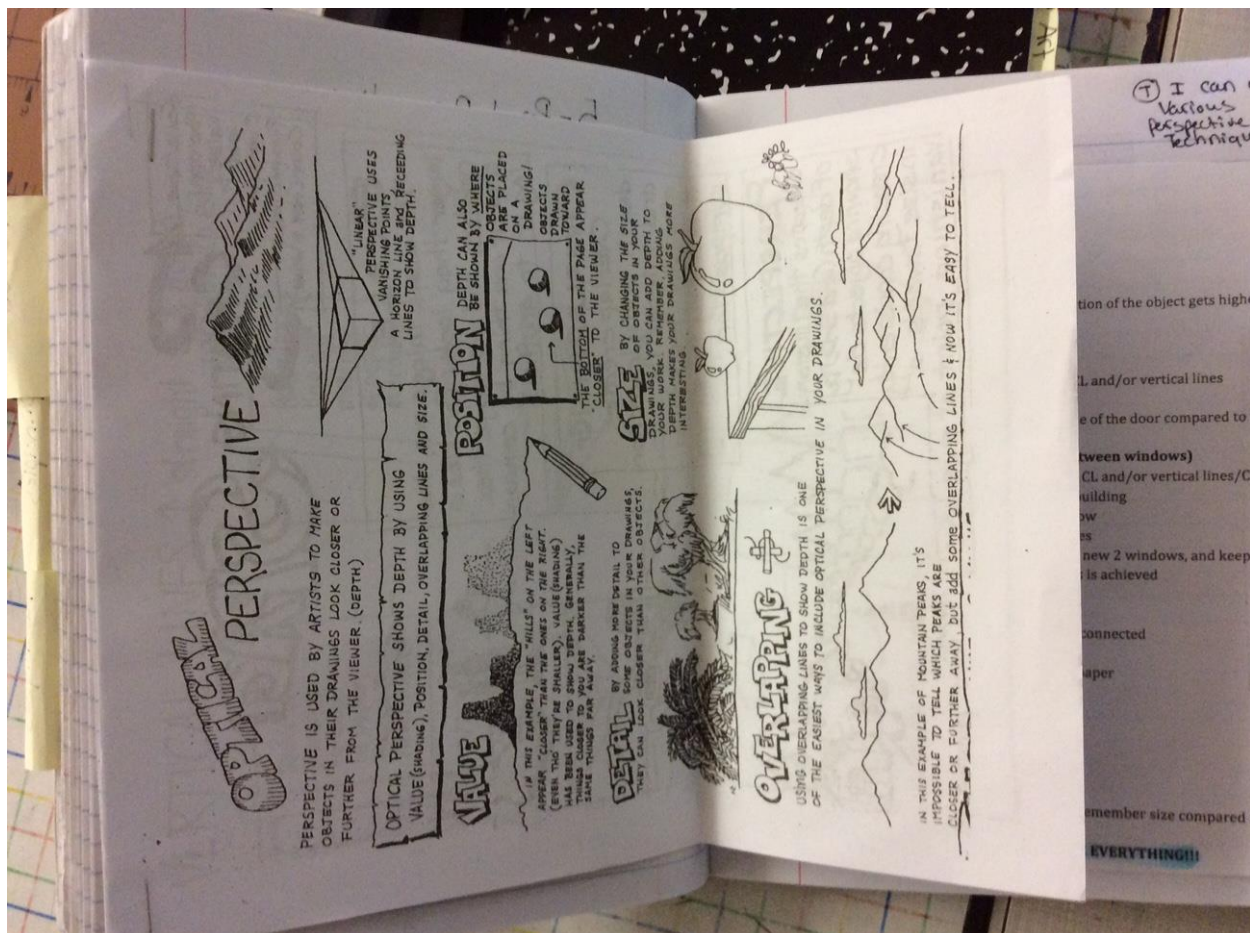 OPTICAL
PERSPECTIVE
PERSPECTIVE IS USED BY ARTISTS TO MAKE
OBJECTS IN THEIR DRAWINGS LOOK CLOSER OR
FURTHER FROM THE VIEWER. (DEPTH)
"LINEAR"
PERSPECTIVE USES
VANISHING POINTS
A HORIZON LINE and RECEEDING
LINES TO SHOW DEPTH.
OPTICAL PERSPECTIVE SHOWS DEPTH BY USING
VALUE (SHADING), POSITION, DETAIL, OVERLAPPING LINES AND SIZE.
VALUE
IN THIS EXAMPLE, THE "HILLS" ON THE LEFT
APPEAR "CLOSER" THAN THE ONES ON THE RIGHT.
(EVEN THO' THEY'RE SMALLER). VALUE (SHADING)
HAS BEEN USED TO SHOW DEPTH. GENERALLY,
THINGS CLOSER TO YOU ARE DARKER THAN THE
SAME THINGS FAR AWAY.
POSITION DEPTH CAN ALSO
BE SHOWN BY WHERE
OBJECTS
ARE PLACED
ON A
DRAWING!
OBJECTS
DRAWN
TOWARD
THE BOTTOM OF THE PAGE APPEAR
"CLOSER" TO THE VIEWER.
DETAIL BY ADDING MORE DETAIL TO
SOME OBJECTS IN YOUR DRAWINGS,
THEY CAN LOOK CLOSER THAN OTHER OBJECTS.
SIZE BY CHANGING THE SIZE
OF OBJECTS IN YOUR
DRAWINGS, YOU CAN ADD DEPTH TO
YOUR WORK. REMEMBER, ADDING
DEPTH MAKES YOUR DRAWINGS MORE
INTERESTING.
OVERLAPPING
USING OVERLAPPING LINES TO SHOW DEPTH IS ONE
OF THE EASIEST WAYS TO INCLUDE OPTICAL PERSPECTIVE IN YOUR DRAWINGS.
IN THIS EXAMPLE OF MOUNTAIN PEAKS, IT'S
IMPOSSIBLE TO TELL WHICH PEAKS ARE
CLOSER OR FURTHER AWAY, but add some OVERLAPPING LINES & NOW IT'S EASY TO TELL.
Art
T I can
Various
perspective
Techniqu
tion of the object gets highe
CL and/or vertical lines
e of the door compared to
tween windows)
CL and/or vertical lines/C
uilding
ow
es
new 2 windows, and keep
is achieved
connected
aper
emember size compared
EVERYTHING!!!